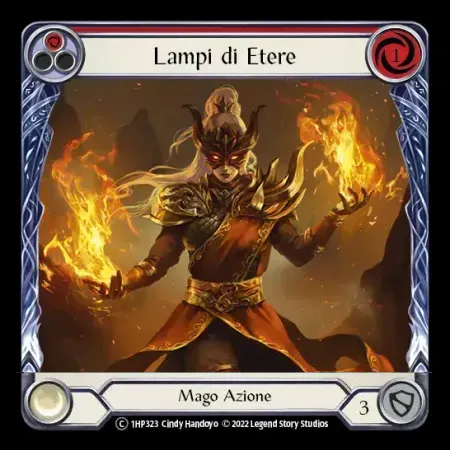 Lampi di Etere
1
Mago Azione
3
C 1HP323 Cindy Handoyo © 2022 Legend Story Studios